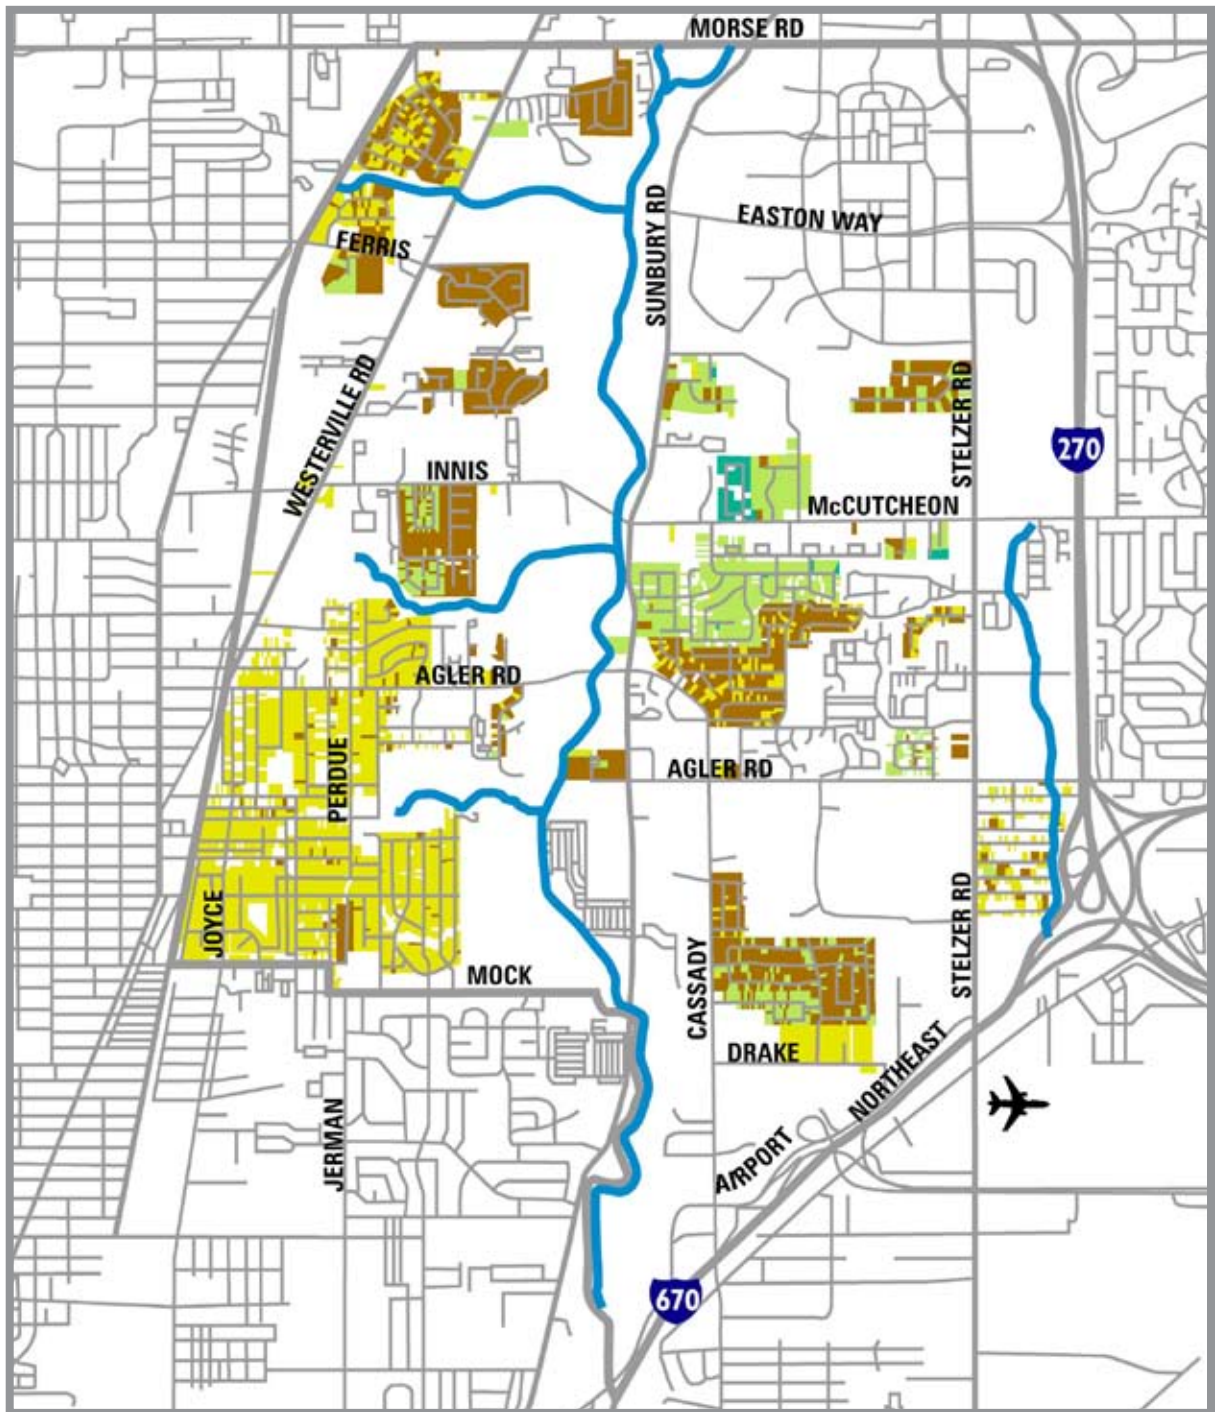 MORSE RD
SUNBURY RD
EASTON WAY
FERRIS
WESTERVILLE RD
STELZER RD
270
INNIS
McCUTCHEON
AGLER RD
PERDUE
AGLER RD
JOYCE
STELZER RD
MOCK
CASSADY
DRAKE
NORTHEAST
JERMAN
AIRPORT
670